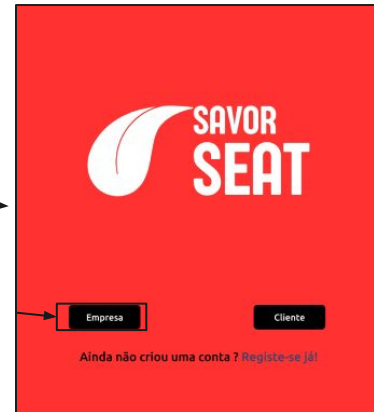 SAVOR
SEAT
Empresa Cliente
Ainda não criou uma conta ? Registe-se já!